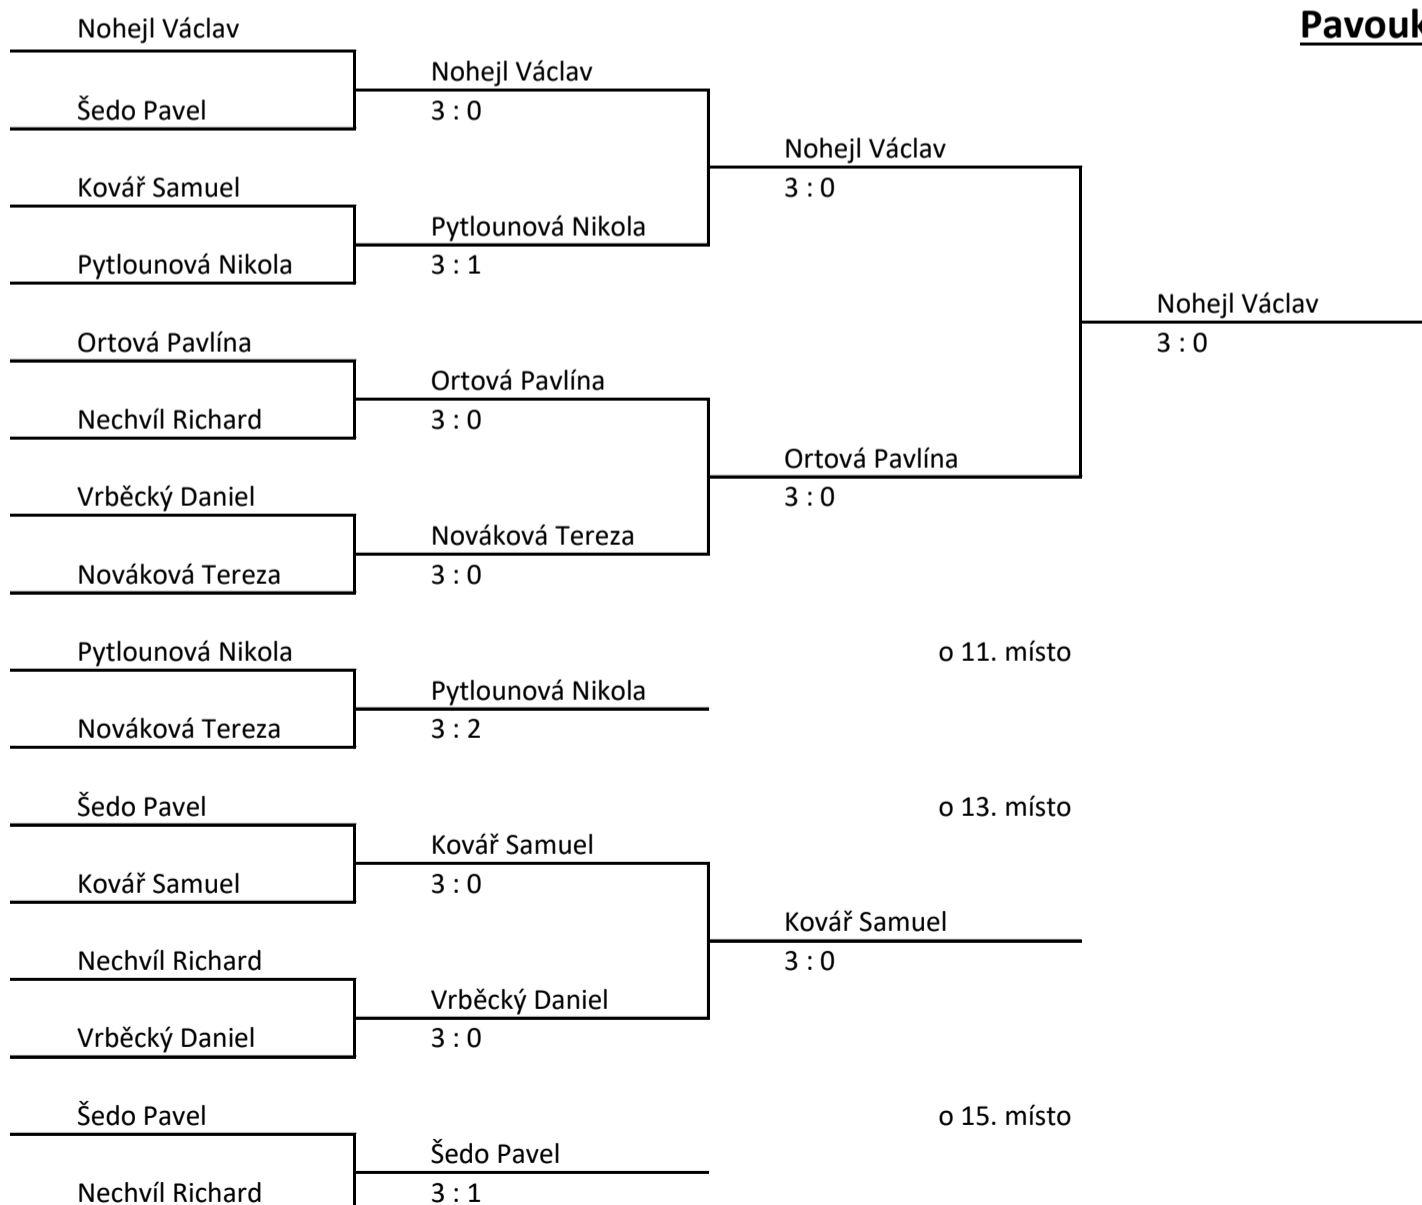 Pavouk
Nohejl Václav
Nohejl Václav
Šedo Pavel
3 : 0
Nohejl Václav
Kovář Samuel
3 : 0
Pytlounová Nikola
Pytlounová Nikola
3 : 1
Nohejl Václav
Ortová Pavlína
3 : 0
Ortová Pavlína
Nechvíl Richard
3 : 0
Ortová Pavlína
Vrběcký Daniel
3 : 0
Nováková Tereza
Nováková Tereza
3 : 0
Pytlounová Nikola
o 11. místo
Pytlounová Nikola
Nováková Tereza
3 : 2
Šedo Pavel
o 13. místo
Kovář Samuel
Kovář Samuel
3 : 0
Kovář Samuel
Nechvíl Richard
3 : 0
Vrběcký Daniel
Vrběcký Daniel
3 : 0
Šedo Pavel
o 15. místo
Šedo Pavel
Nechvíl Richard
3 : 1